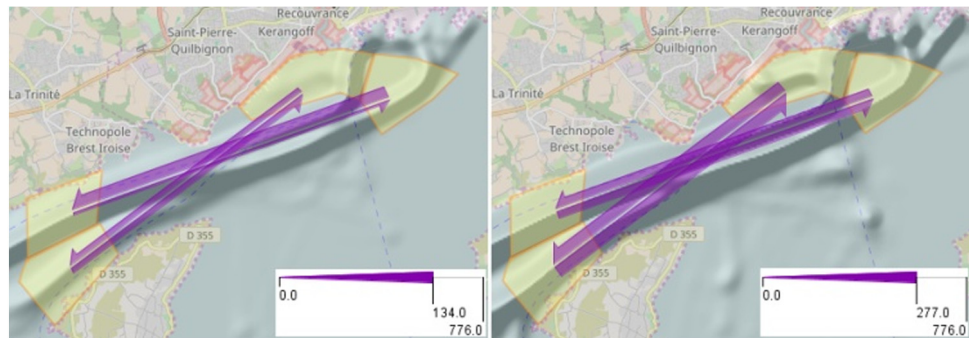 Recouvrance
Saint-Pierre-
Quilbignon
Kerangoff
La Trinité
Technopole
Brest Iroise
D 355
D 355
0.0
134.0
776.0
Recouvrance
Saint-Pierre-
Quilbignon
Kerangoff
La Trinité
Technopole
Brest Iroise
D 355
D 355
0.0
277.0
776.0